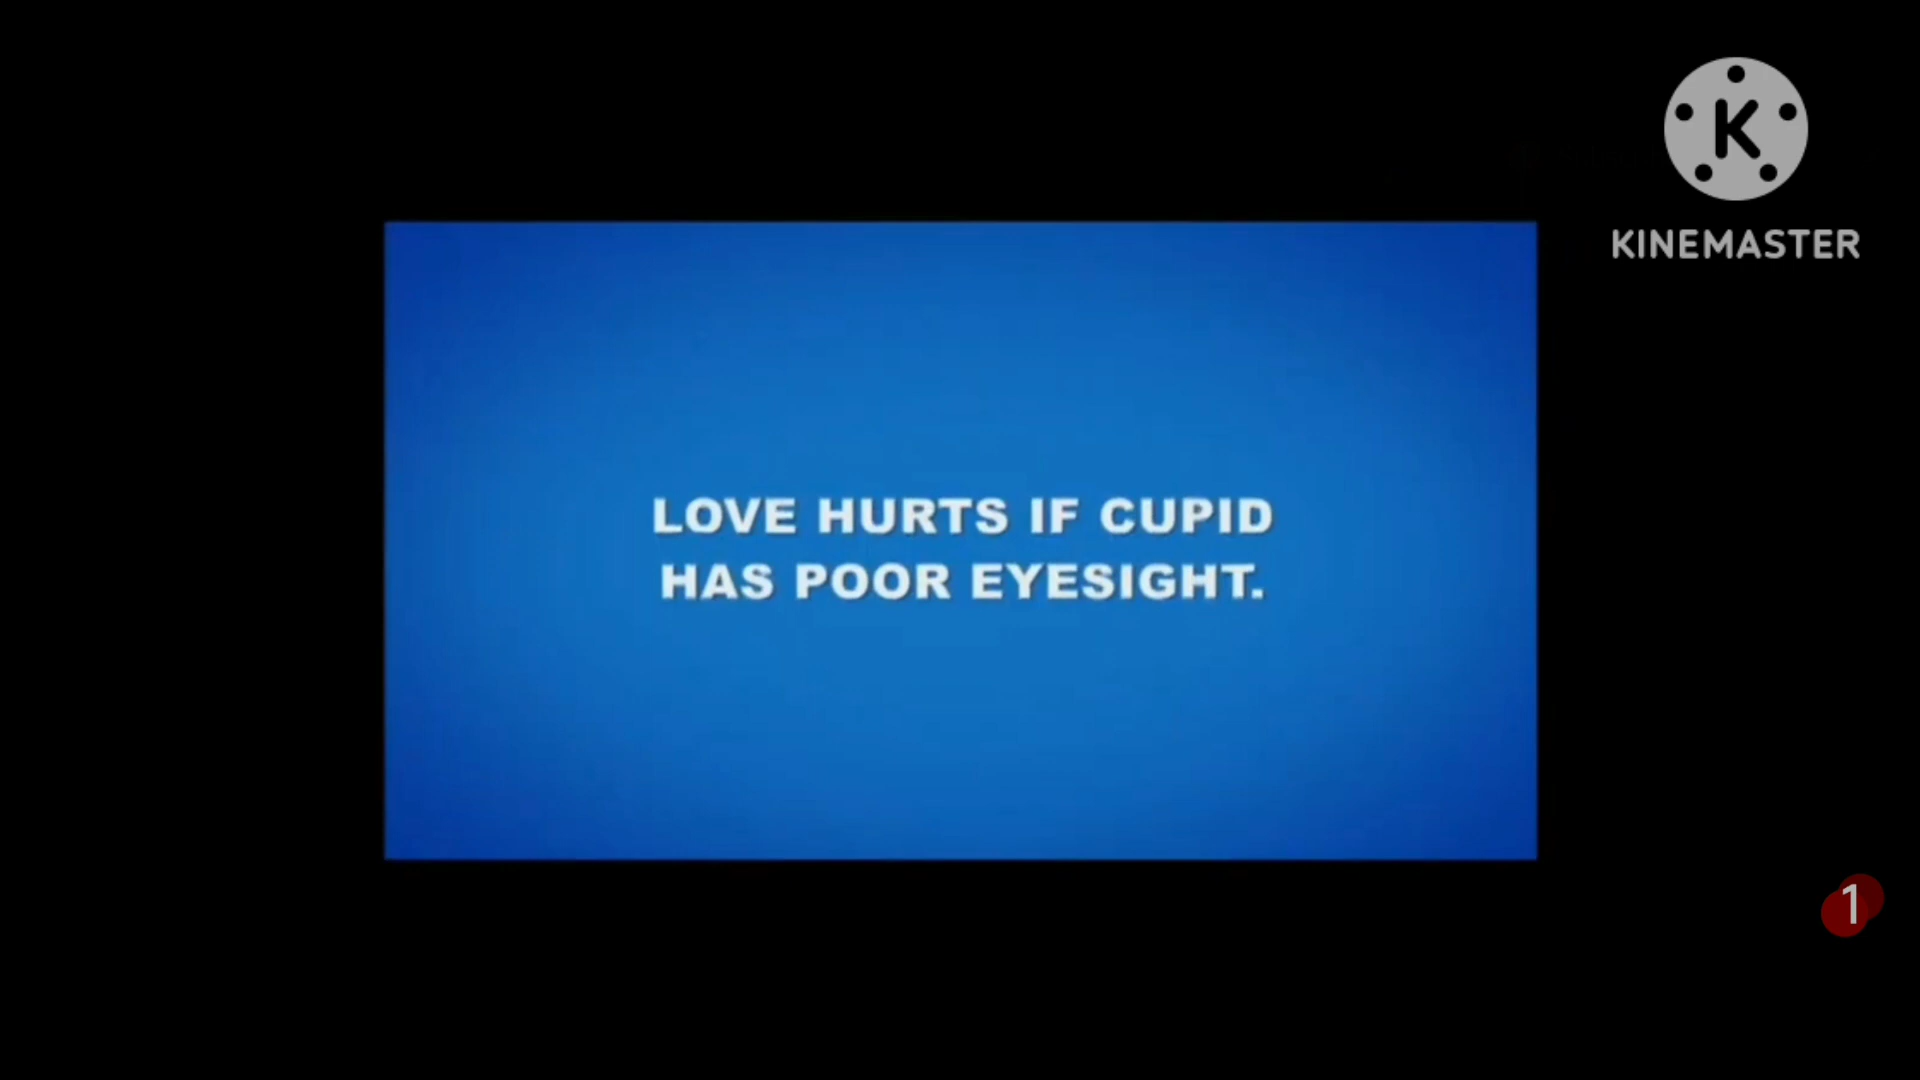 K
KINEMASTER
LOVE HURTS IF CUPID
HAS POOR EYESIGHT.
1